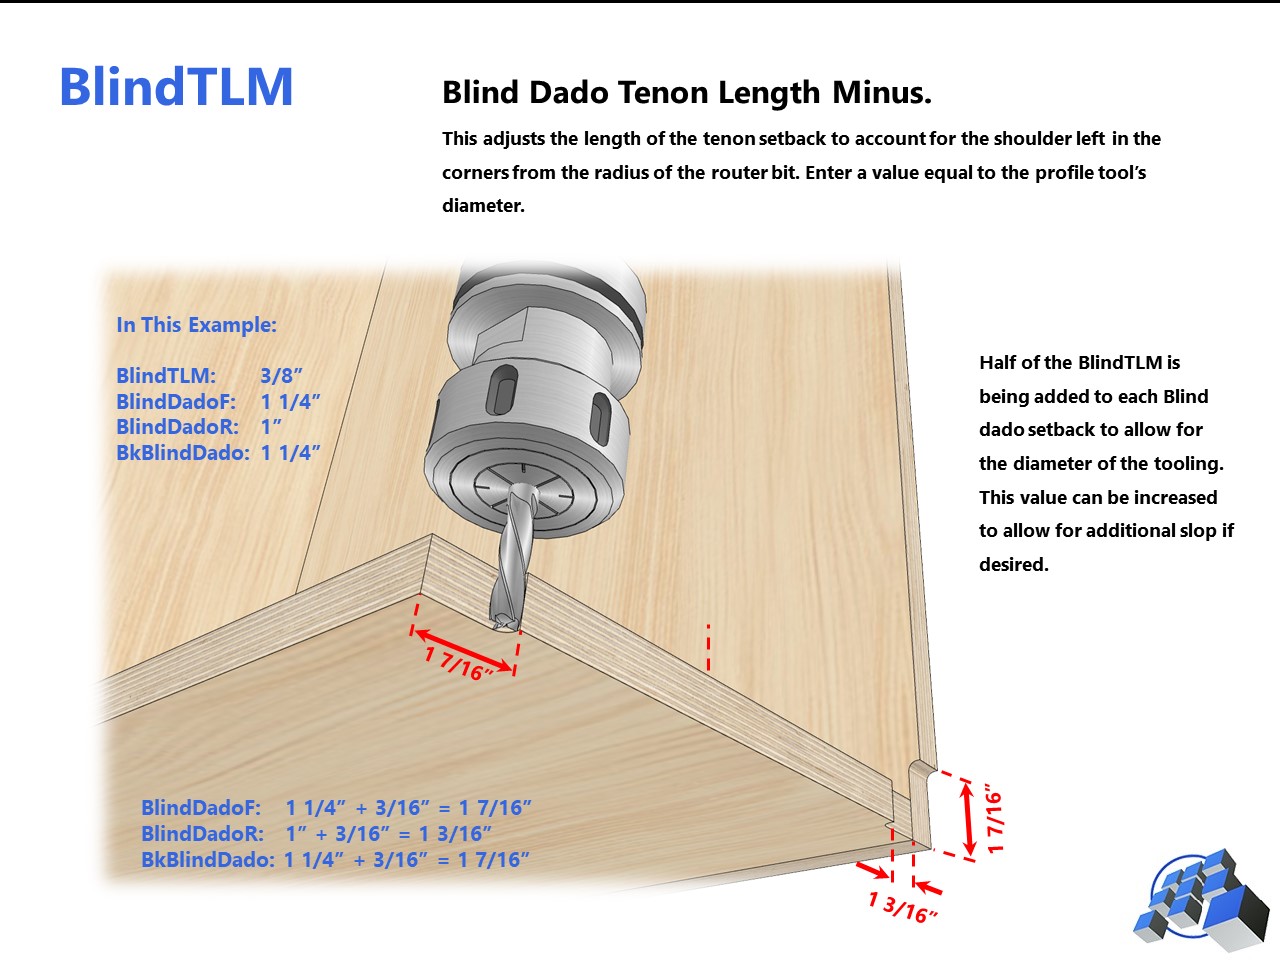 BlindTLM
Blind Dado Tenon Length Minus.
This adjusts the length of the tenon setback to account for the shoulder left in the
corners from the radius of the router bit. Enter a value equal to the profile tool’s
diameter.
In This Example:
BlindTLM: 3/8”
BlindDadoF: 1 1/4”
BlindDadoR: 1”
BkBlindDado: 1 1/4”
Half of the BlindTLM is
being added to each Blind
dado setback to allow for
the diameter of the tooling.
This value can be increased
to allow for additional slop if
desired.
1 7/16”
1 7/16”
1 3/16”
BlindDadoF: 1 1/4” + 3/16” = 1 7/16”
BlindDadoR: 1” + 3/16” = 1 3/16”
BkBlindDado: 1 1/4” + 3/16” = 1 7/16”